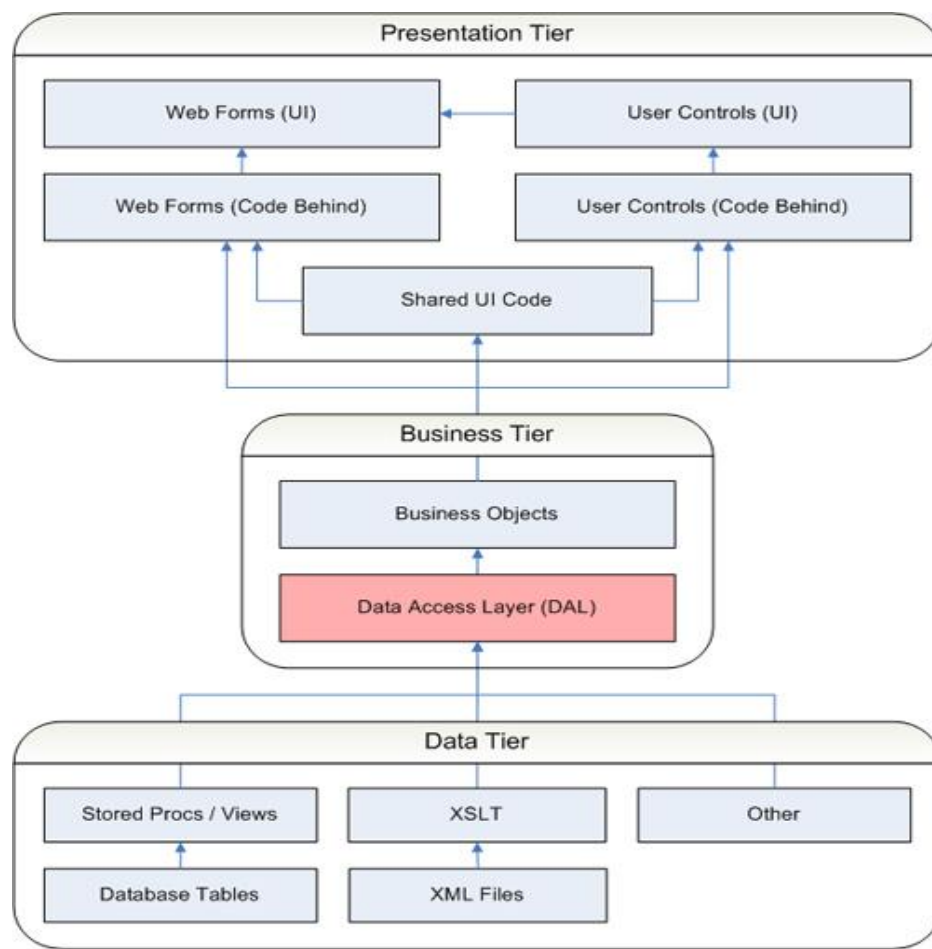 Presentation Tier
Web Forms (UI)
User Controls (UI)
Web Forms (Code Behind)
User Controls (Code Behind)
Shared UI Code
Business Tier
Business Objects
Data Access Layer (DAL)
Data Tier
Stored Procs / Views
XSLT
Other
Database Tables
XML Files